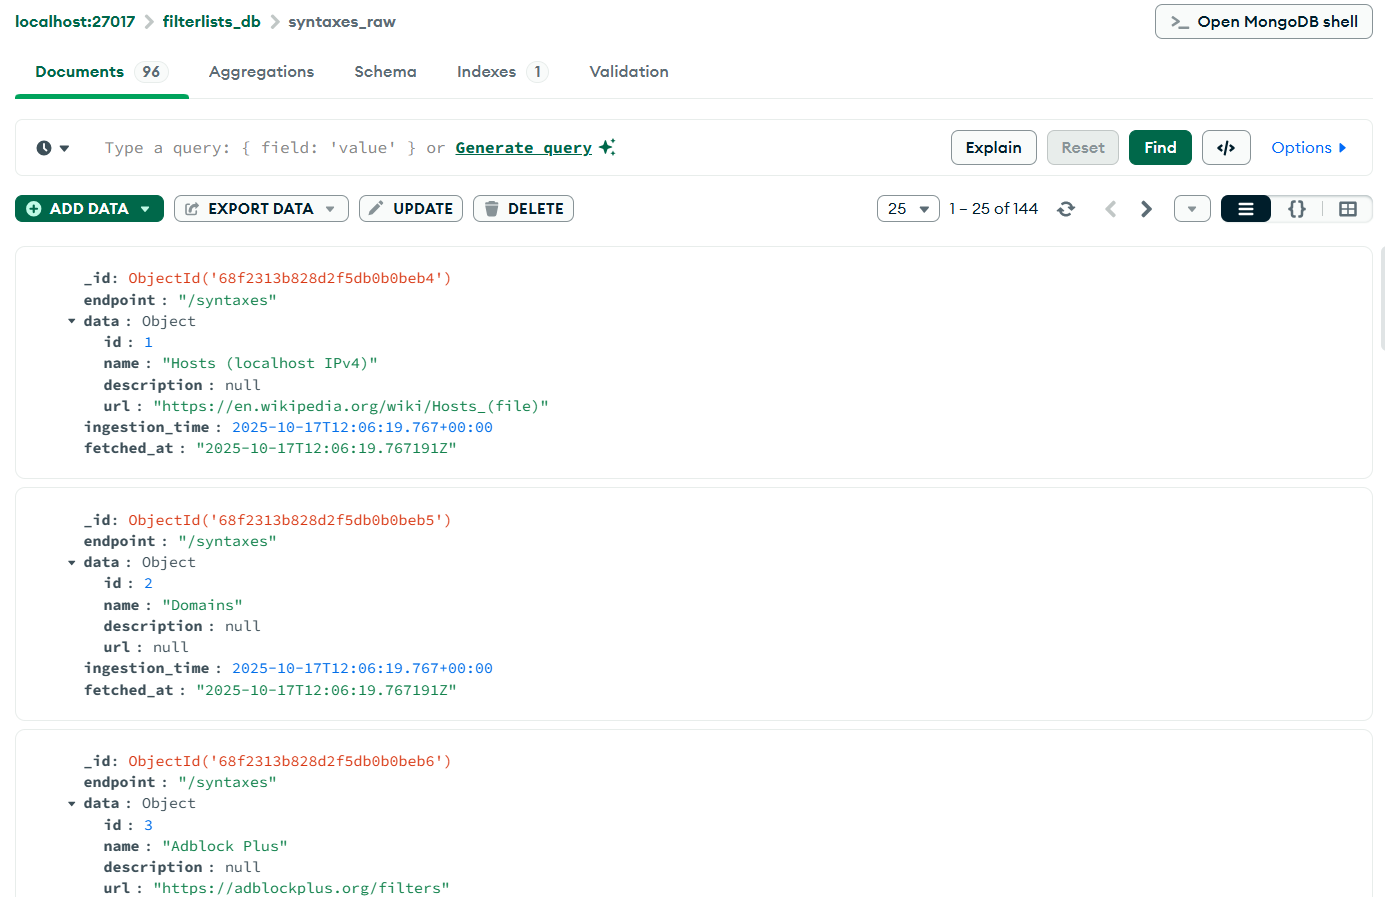 localhost:27017 > filterlists_db > syntaxes_raw
>_ Open MongoDB shell
Documents 96 Aggregations Schema Indexes 1 Validation
Type a query: { field: 'value' } or Generate query
Explain Reset Find </> Options
ADD DATA EXPORT DATA UPDATE DELETE 25 1 – 25 of 144 {}
_id: ObjectId('68f2313b828d2f5db0b0beb4')
endpoint : "/syntaxes"
data : Object
id : 1
name : "Hosts (localhost IPv4)"
description : null
url : "https://en.wikipedia.org/wiki/Hosts_(file)"
ingestion_time : 2025-10-17T12:06:19.767+00:00
fetched_at : "2025-10-17T12:06:19.767191Z"
_id: ObjectId('68f2313b828d2f5db0b0beb5')
endpoint : "/syntaxes"
data : Object
id : 2
name : "Domains"
description : null
url : null
ingestion_time : 2025-10-17T12:06:19.767+00:00
fetched_at : "2025-10-17T12:06:19.767191Z"
_id: ObjectId('68f2313b828d2f5db0b0beb6')
endpoint : "/syntaxes"
data : Object
id : 3
name : "Adblock Plus"
description : null
url : "https://adblockplus.org/filters"